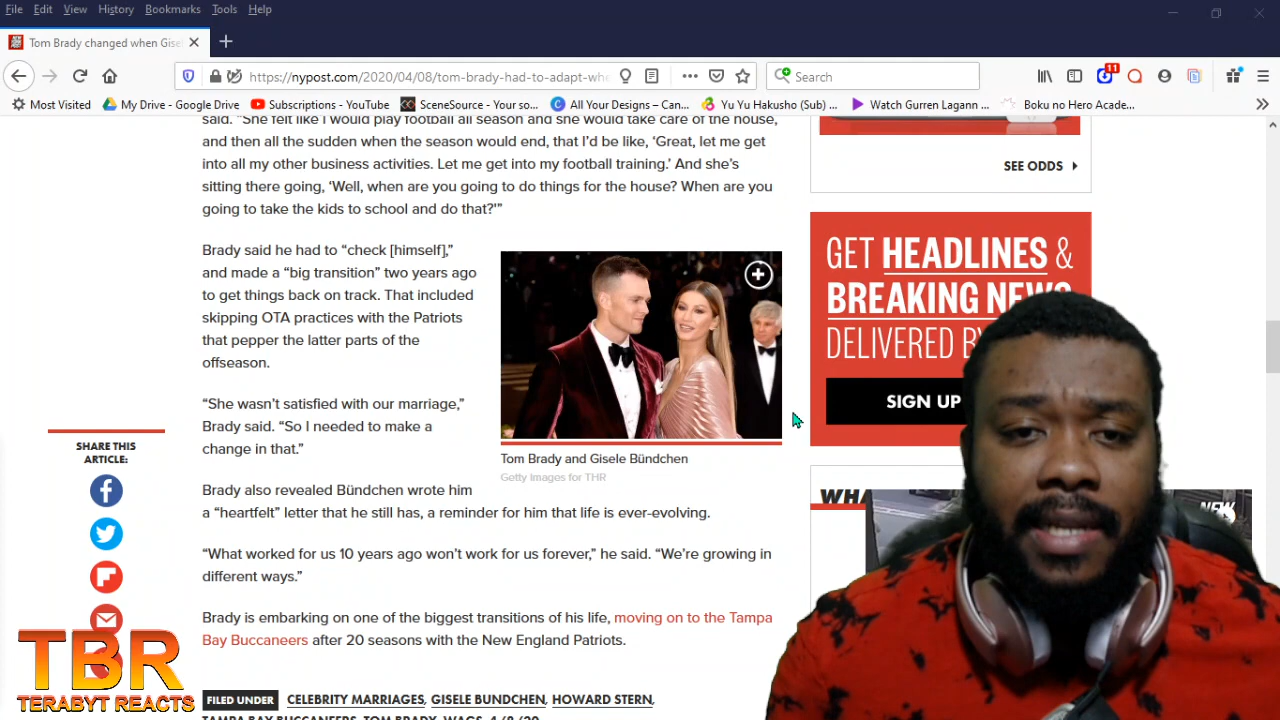 File Edit View History Bookmarks Tools Help
Tom Brady changed when Gisel
https://nypost.com/2020/04/08/tom-brady-had-to-adapt-whe
Search
11
Most Visited My Drive - Google Drive Subscriptions - YouTube SceneSource - Your so... All Your Designs – Can... Yu Yu Hakusho (Sub) ... Watch Gurren Lagann ... Boku no Hero Acade...
said. “She felt like I would play football all season and she would take care of the house,
and then all the sudden when the season would end, that I’d be like, ‘Great, let me get
into all my other business activities. Let me get into my football training.’ And she’s
sitting there going, ‘Well, when are you going to do things for the house? When are you
going to take the kids to school and do that?’”
Brady said he had to “check [himself],”
and made a “big transition” two years ago
to get things back on track. That included
skipping OTA practices with the Patriots
that pepper the latter parts of the
offseason.
“She wasn’t satisfied with our marriage,”
Brady said. “So I needed to make a
change in that.”
Tom Brady and Gisele Bündchen
Getty Images for THR
Brady also revealed Bündchen wrote him
a “heartfelt” letter that he still has, a reminder for him that life is ever-evolving.
“What worked for us 10 years ago won’t work for us forever,” he said. “We’re growing in
different ways.”
Brady is embarking on one of the biggest transitions of his life, moving on to the Tampa
Bay Buccaneers after 20 seasons with the New England Patriots.
FILED UNDER CELEBRITY MARRIAGES, GISELE BUNDCHEN, HOWARD STERN,
TAMPA BAY BUCCANEERS, TOM BRADY, WAGS, 4/8/20
SHARE THIS
ARTICLE:
TBR
TERABYT REACTS
SEE ODDS
GET HEADLINES &
BREAKING NEWS
DELIVERED
SIGN UP
NEW